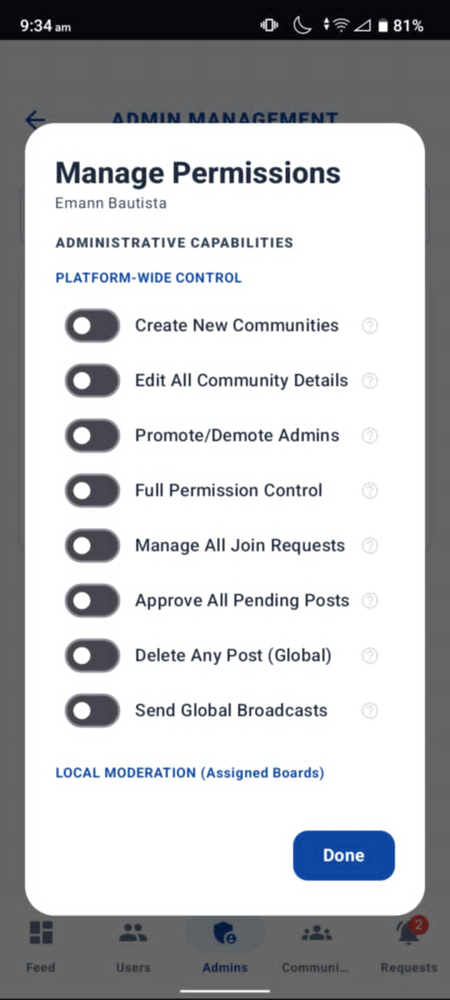 9:34 am
81%
ADMIN MANAGEMENT
Manage Permissions
Emann Bautista
ADMINISTRATIVE CAPABILITIES
PLATFORM-WIDE CONTROL
Create New Communities
Edit All Community Details
Promote/Demote Admins
Full Permission Control
Manage All Join Requests
Approve All Pending Posts
Delete Any Post (Global)
Send Global Broadcasts
LOCAL MODERATION (Assigned Boards)
Done
2
Feed Users Admins Communi... Requests